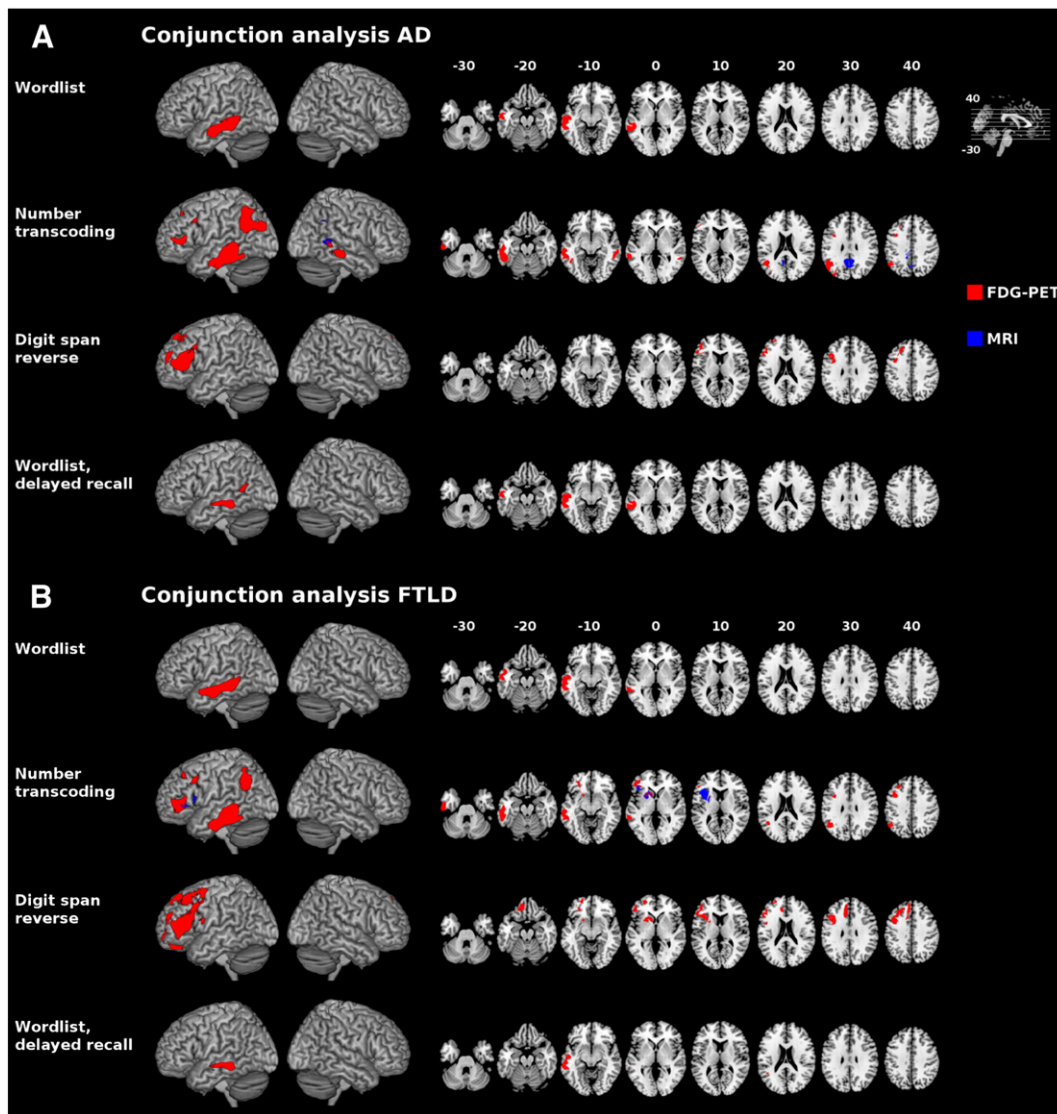 A
Conjunction analysis AD
-30 -20 -10 0 10 20 30 40
Wordlist
40
-30
Number
transcoding
FDG-PET
MRI
Digit span
reverse
Wordlist,
delayed recall
B
Conjunction analysis FTLD
-30 -20 -10 0 10 20 30 40
Wordlist
Number
transcoding
Digit span
reverse
Wordlist,
delayed recall